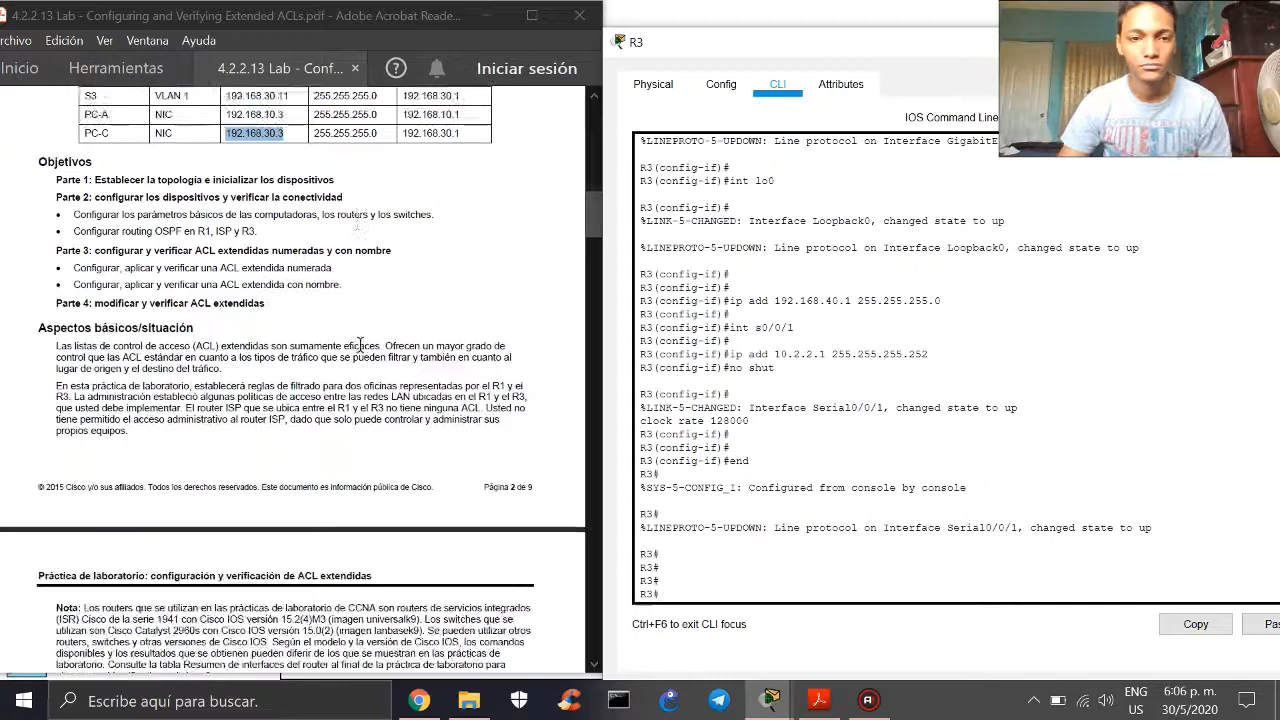 4.2.2.13 Lab - Configuring and Verifying Extended ACLs.pdf - Adobe Acrobat Reade...
Archivo Edición Ver Ventana Ayuda
Inicio Herramientas 4.2.2.13 Lab - Conf... × ? Iniciar sesión
S3 VLAN 1 192.168.30.11 255.255.255.0 192.168.30.1
PC-A NIC 192.168.10.3 255.255.255.0 192.168.10.1
PC-C NIC 192.168.30.3 255.255.255.0 192.168.30.1
Objetivos
Parte 1: Establecer la topología e inicializar los dispositivos
Parte 2: configurar los dispositivos y verificar la conectividad
• Configurar los parámetros básicos de las computadoras, los routers y los switches.
• Configurar routing OSPF en R1, ISP y R3.
Parte 3: configurar y verificar ACL extendidas numeradas y con nombre
• Configurar, aplicar y verificar una ACL extendida numerada.
• Configurar, aplicar y verificar una ACL extendida con nombre.
Parte 4: modificar y verificar ACL extendidas
Aspectos básicos/situación
Las listas de control de acceso (ACL) extendidas son sumamente eficaces. Ofrecen un mayor grado de
control que las ACL estándar en cuanto a los tipos de tráfico que se pueden filtrar y también en cuanto al
lugar de origen y el destino del tráfico.
En esta práctica de laboratorio, establecerá reglas de filtrado para dos oficinas representadas por el R1 y el
R3. La administración estableció algunas políticas de acceso entre las redes LAN ubicadas en el R1 y el R3,
que usted debe implementar. El router ISP que se ubica entre el R1 y el R3 no tiene ninguna ACL. Usted no
tiene permitido el acceso administrativo al router ISP, dado que solo puede controlar y administrar sus
propios equipos.
© 2015 Cisco y/o sus afiliados. Todos los derechos reservados. Este documento es información pública de Cisco. Página 2 de 9
Práctica de laboratorio: configuración y verificación de ACL extendidas
Nota: Los routers que se utilizan en las prácticas de laboratorio de CCNA son routers de servicios integrados
(ISR) Cisco de la serie 1941 con Cisco IOS versión 15.2(4)M3 (imagen universalk9). Los switches que se
utilizan son Cisco Catalyst 2960s con Cisco IOS versión 15.0(2) (imagen lanbasek9). Se pueden utilizar otros
routers, switches y otras versiones de Cisco IOS. Según el modelo y la versión de Cisco IOS, los comandos
disponibles y los resultados que se obtienen pueden diferir de los que se muestran en las prácticas de
laboratorio. Consulte la tabla Resumen de interfaces del router al final de la práctica de laboratorio para
R3
Physical Config CLI Attributes
IOS Command Line
%LINEPROTO-5-UPDOWN: Line protocol on Interface GigabitE
R3(config-if)#
R3(config-if)#int lo0
R3(config-if)#
%LINK-5-CHANGED: Interface Loopback0, changed state to up
%LINEPROTO-5-UPDOWN: Line protocol on Interface Loopback0, changed state to up
R3(config-if)#
R3(config-if)#
R3(config-if)#ip add 192.168.40.1 255.255.255.0
R3(config-if)#
R3(config-if)#int s0/0/1
R3(config-if)#
R3(config-if)#ip add 10.2.2.1 255.255.255.252
R3(config-if)#no shut
R3(config-if)#
%LINK-5-CHANGED: Interface Serial0/0/1, changed state to up
clock rate 128000
R3(config-if)#
R3(config-if)#
R3(config-if)#end
R3#
%SYS-5-CONFIG_I: Configured from console by console
R3#
%LINEPROTO-5-UPDOWN: Line protocol on Interface Serial0/0/1, changed state to up
R3#
R3#
R3#
R3#
Ctrl+F6 to exit CLI focus
Copy Pas
Escribe aquí para buscar.
ENG 6:06 p. m.
US 30/5/2020